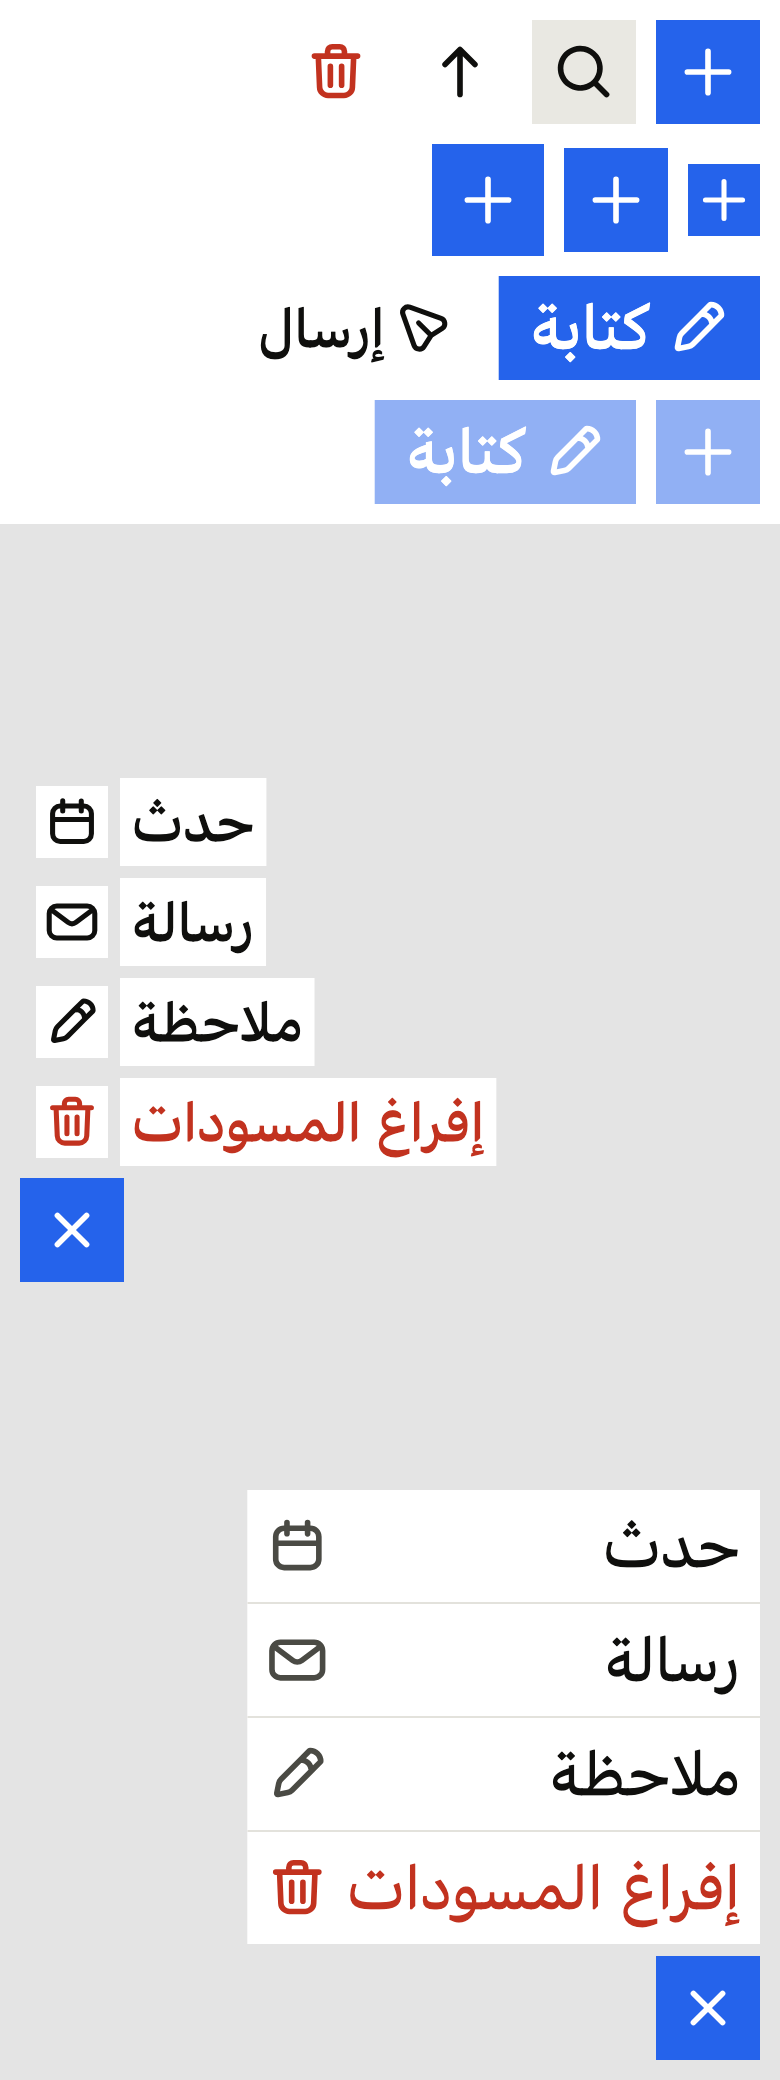 كتابة إرسال
كتابة
حدث
رسالة
ملاحظة
إفراغ المسودات
حدث
رسالة
ملاحظة
إفراغ المسودات